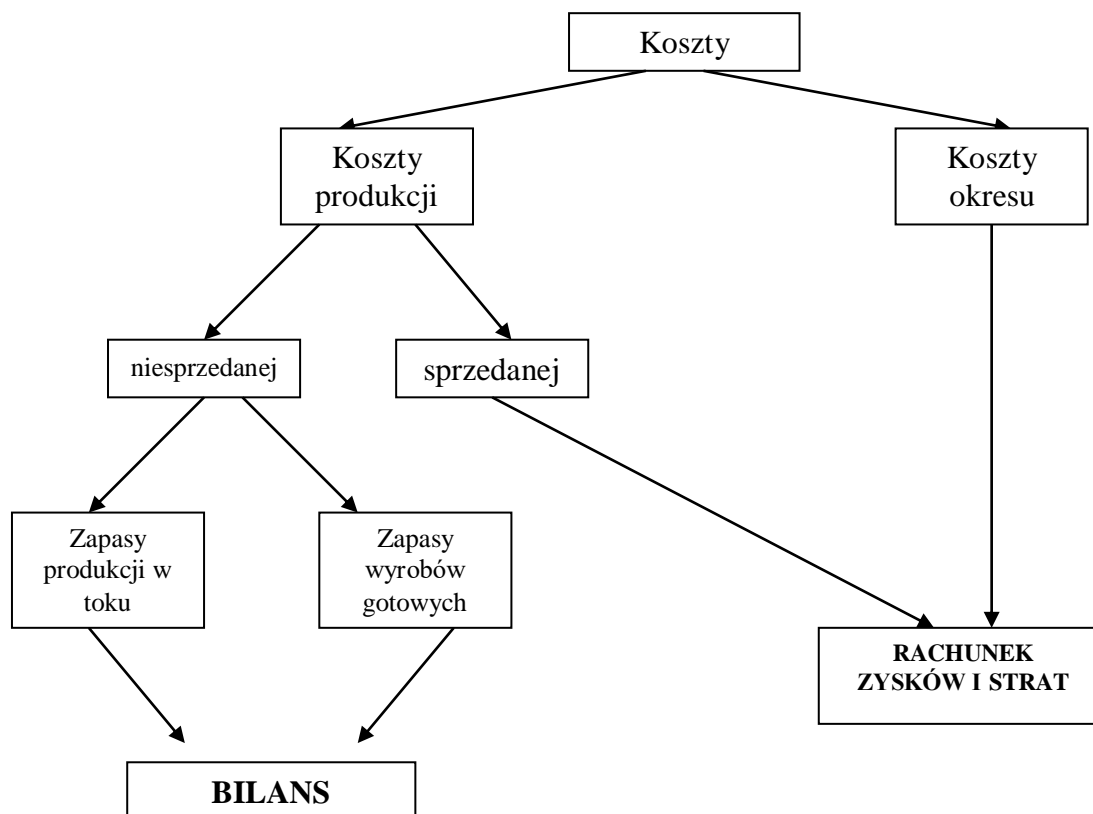 Koszty
Koszty
produkcji
Koszty
okresu
niesprzedanej
sprzedanej
Zapasy
produkcji w
toku
Zapasy
wyrobów
gotowych
RACHUNEK
ZYSKÓW I STRAT
BILANS